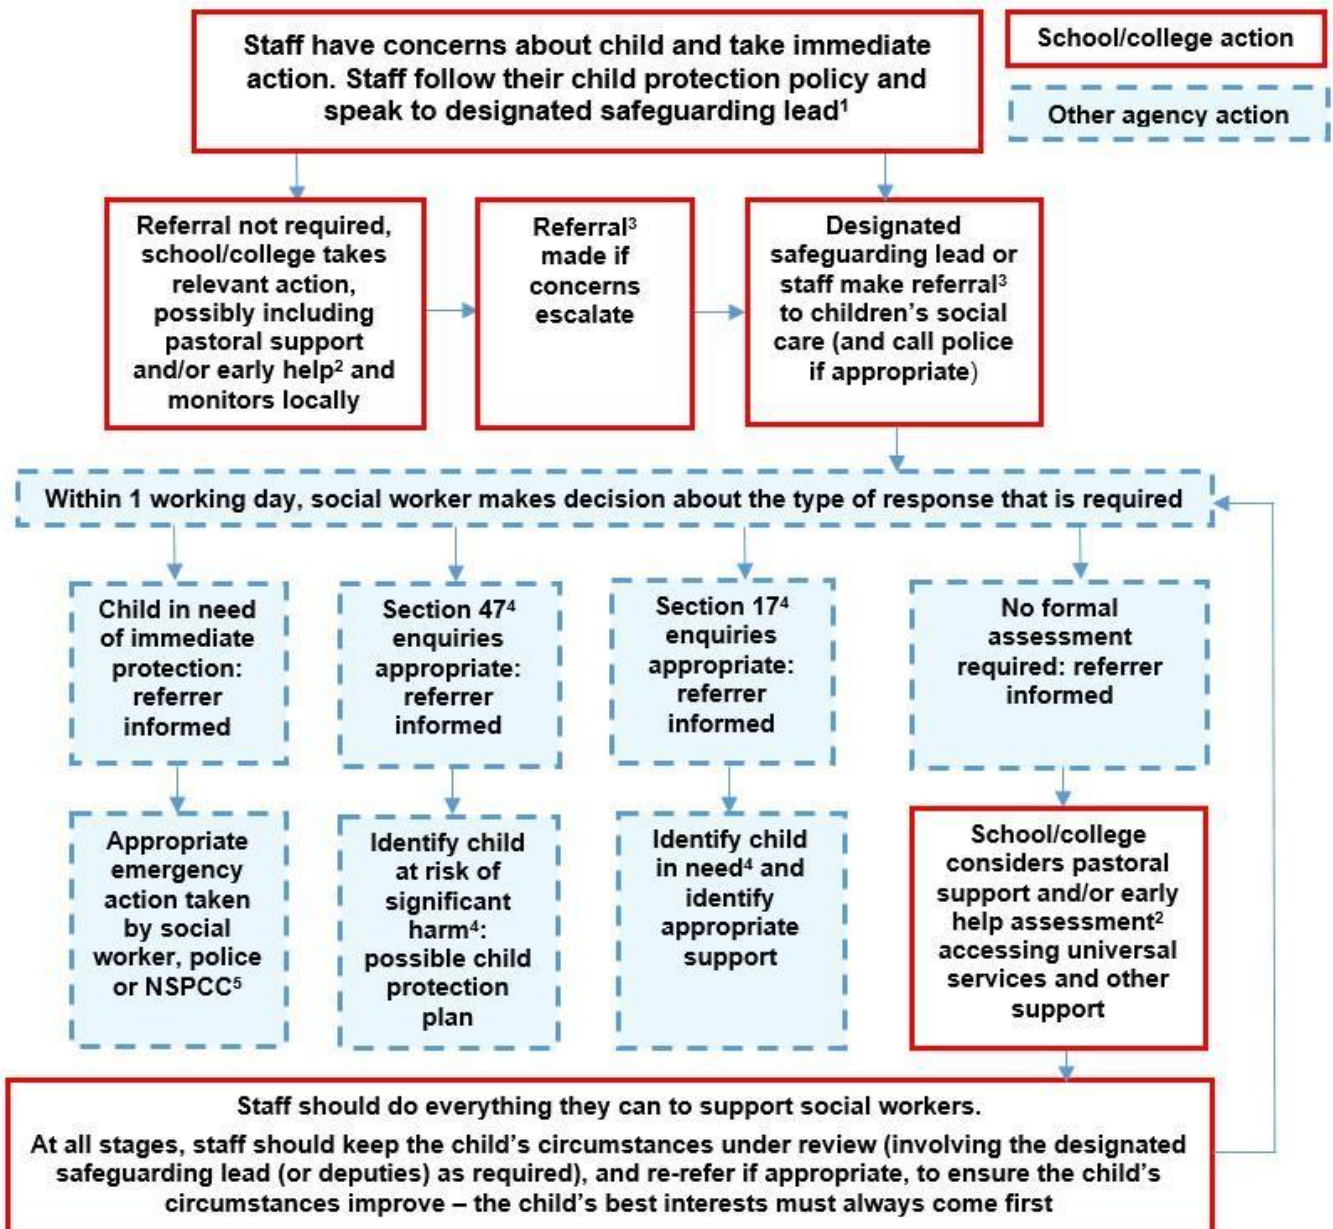 Staff have concerns about child and take immediate
action. Staff follow their child protection policy and
speak to designated safeguarding lead¹
School/college action
Other agency action
Referral not required,
school/college takes
relevant action,
possibly including
pastoral support
and/or early help² and
monitors locally
Referral³
made if
concerns
escalate
Designated
safeguarding lead or
staff make referral³
to children’s social
care (and call police
if appropriate)
Within 1 working day, social worker makes decision about the type of response that is required
Child in need
of immediate
protection:
referrer
informed
Section 47⁴
enquiries
appropriate:
referrer
informed
Section 17⁴
enquiries
appropriate:
referrer
informed
No formal
assessment
required: referrer
informed
Appropriate
emergency
action taken
by social
worker, police
or NSPCC⁵
Identify child
at risk of
significant
harm⁴:
possible child
protection
plan
Identify child
in need⁴ and
identify
appropriate
support
School/college
considers pastoral
support and/or early
help assessment²
accessing universal
services and other
support
Staff should do everything they can to support social workers.
At all stages, staff should keep the child’s circumstances under review (involving the designated
safeguarding lead (or deputies) as required), and re-refer if appropriate, to ensure the child’s
circumstances improve – the child’s best interests must always come first